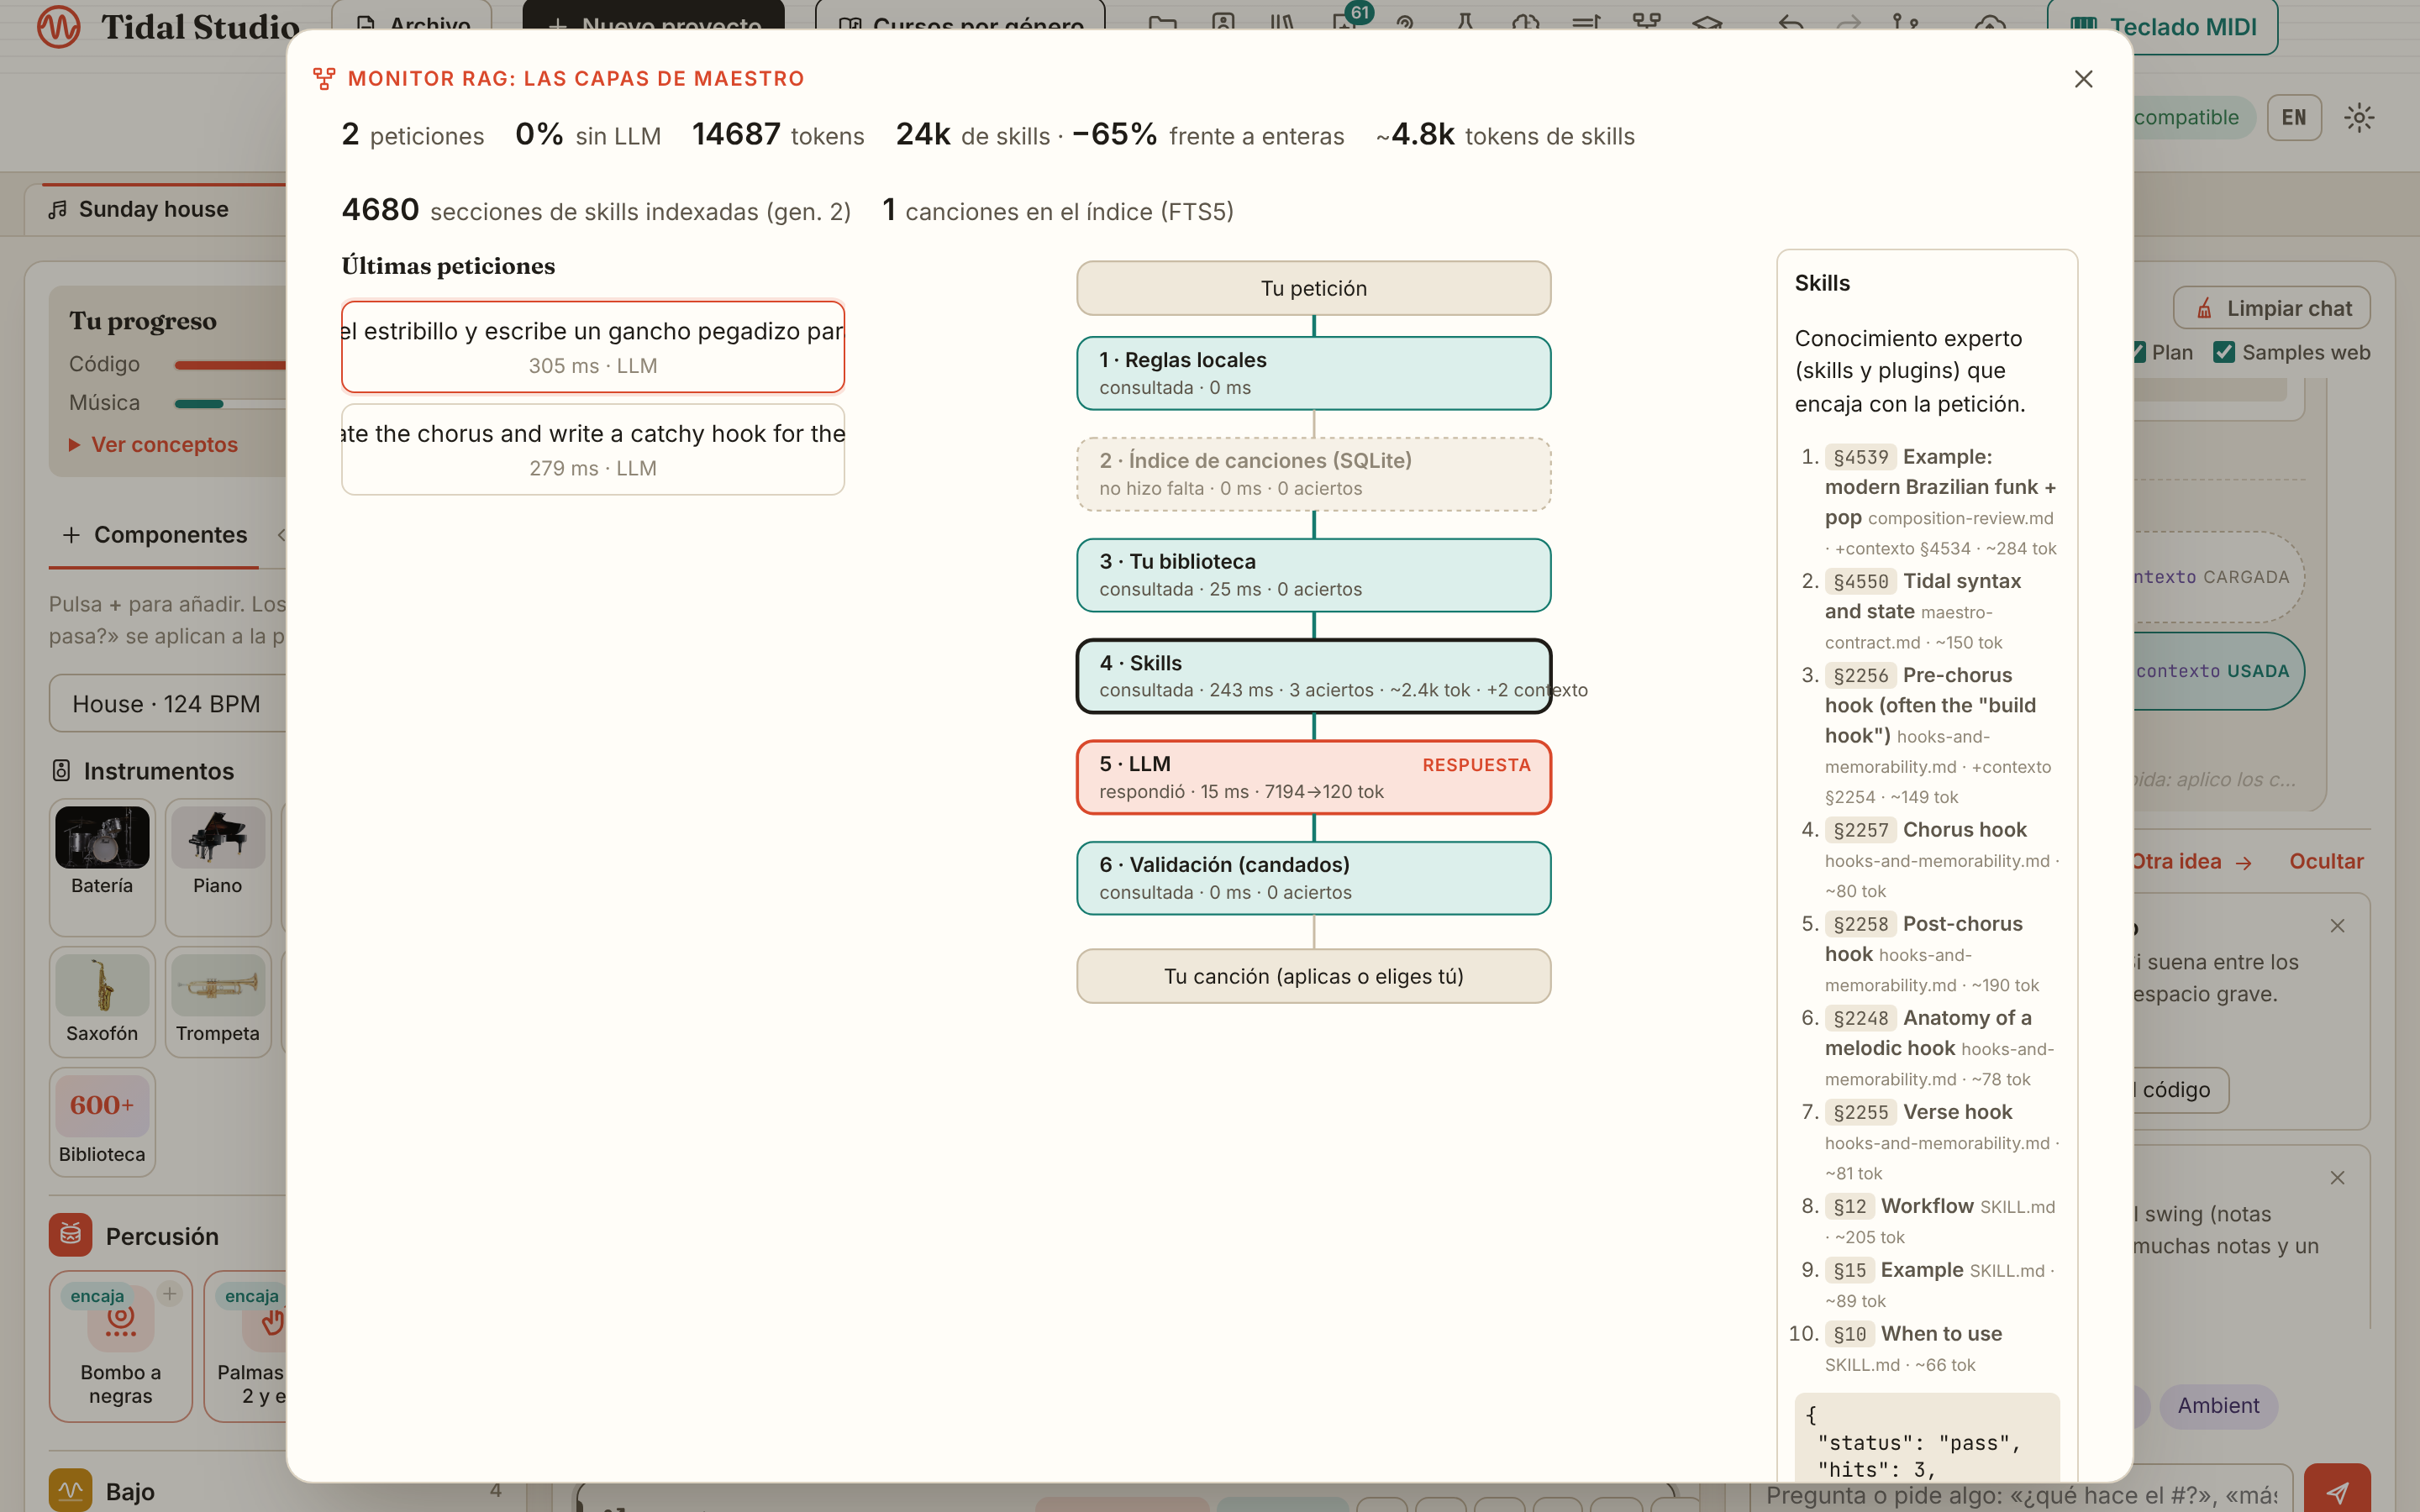 Tidal Studio
Archivo
Nuevo proyecto
Cursos por género
61
Teclado MIDI
MONITOR RAG: LAS CAPAS DE MAESTRO
compatible
EN
2 peticiones 0% sin LLM 14687 tokens 24k de skills · −65% frente a enteras ~4.8k tokens de skills
4680 secciones de skills indexadas (gen. 2) 1 canciones en el índice (FTS5)
Sunday house
Tu progreso
Código
Música
Ver conceptos
Componentes
Pulsa + para añadir. Los
pasa?» se aplican a la p
House · 124 BPM
Instrumentos
Batería
Piano
Saxofón
Trompeta
600+
Biblioteca
Percusión
encaja
encaja
Bombo a
negras
Palmas
2 y
Bajo
4
Últimas peticiones
el estribillo y escribe un gancho pegadizo par
305 ms · LLM
ate the chorus and write a catchy hook for the
279 ms · LLM
Tu petición
1 · Reglas locales
consultada · 0 ms
2 · Índice de canciones (SQLite)
no hizo falta · 0 ms · 0 aciertos
3 · Tu biblioteca
consultada · 25 ms · 0 aciertos
4 · Skills
consultada · 243 ms · 3 aciertos · ~2.4k tok · +2 contexto
5 · LLM
RESPUESTA
respondió · 15 ms · 7194→120 tok
6 · Validación (candados)
consultada · 0 ms · 0 aciertos
Tu canción (aplicas o eliges tú)
Skills
Conocimiento experto
(skills y plugins) que
encaja con la petición.
1. §4539 Example:
modern Brazilian funk +
pop composition-review.md
· +contexto §4534 · ~284 tok
2. §4550 Tidal syntax
and state maestro-
contract.md · ~150 tok
3. §2256 Pre-chorus
hook (often the "build
hook") hooks-and-
memorability.md · +contexto
§2254 · ~149 tok
4. §2257 Chorus hook
hooks-and-memorability.md ·
~80 tok
5. §2258 Post-chorus
hook hooks-and-
memorability.md · ~190 tok
6. §2248 Anatomy of a
melodic hook hooks-and-
memorability.md · ~78 tok
7. §2255 Verse hook
hooks-and-memorability.md ·
~81 tok
8. §12 Workflow SKILL.md
· ~205 tok
9. §15 Example SKILL.md ·
~89 tok
10. §10 When to use
SKILL.md · ~66 tok
{
"status": "pass",
"hits": 3,
Limpiar chat
Plan
Samples web
ntexto CARGADA
contexto USADA
bida: aplico los c…
Otra idea →
Ocultar
i suena entre los
espacio grave.
código
l swing (notas
muchas notas y un
Ambient
Pregunta o pide algo: «¿qué hace el #?», «más